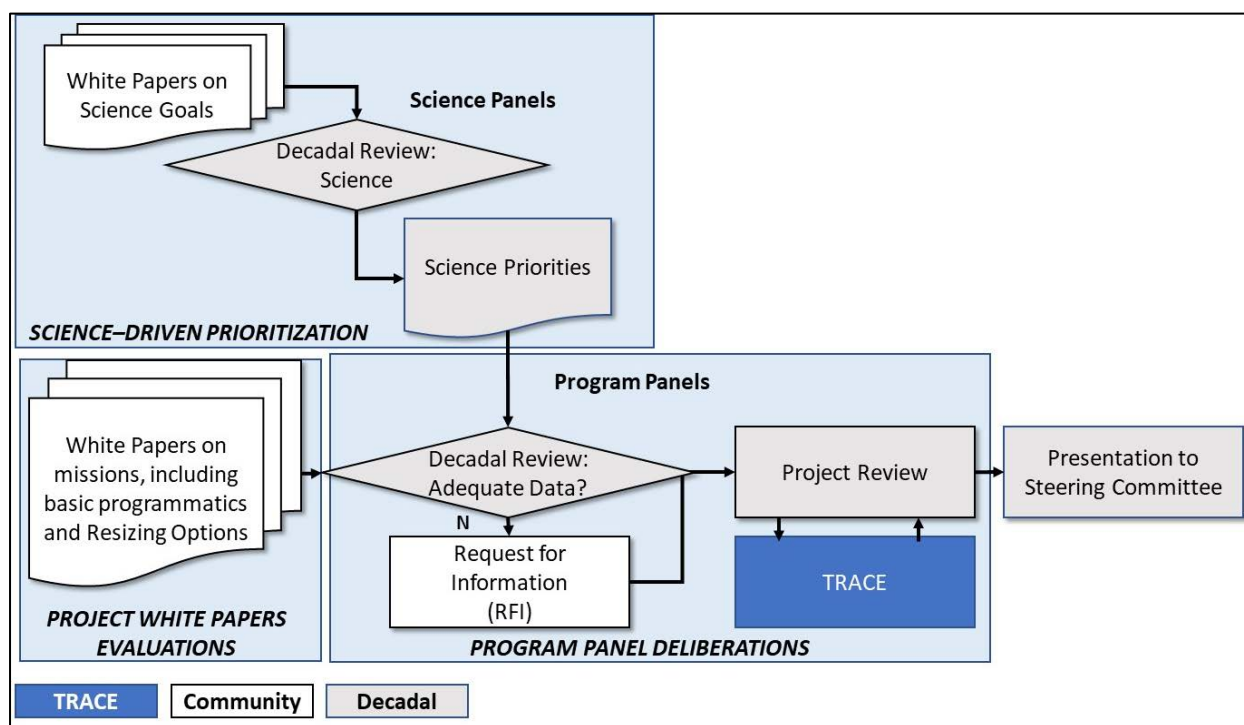 White Papers on
Science Goals
Science Panels
Decadal Review:
Science
Science Priorities
SCIENCE–DRIVEN PRIORITIZATION
White Papers on
missions, including
basic programmatics
and Resizing Options
PROJECT WHITE PAPERS
EVALUATIONS
Program Panels
Decadal Review:
Adequate Data?
N
Request for
Information
(RFI)
Project Review
TRACE
PROGRAM PANEL DELIBERATIONS
Presentation to
Steering Committee
TRACE
Community
Decadal